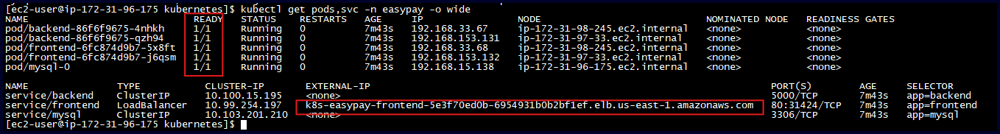 [ec2-user@ip-172-31-96-175 kubernetes]$ kubectl get pods,svc -n easypay -o wide
NAME READY STATUS RESTARTS AGE IP NODE NOMINATED NODE READINESS GATES
pod/backend-86f6f9675-4nhkh 1/1 Running 0 7m43s 192.168.33.67 ip-172-31-98-245.ec2.internal <none> <none>
pod/backend-86f6f9675-qzh94 1/1 Running 0 7m43s 192.168.153.131 ip-172-31-97-33.ec2.internal <none> <none>
pod/frontend-6fc874d9b7-5x8ft 1/1 Running 0 7m43s 192.168.33.68 ip-172-31-98-245.ec2.internal <none> <none>
pod/frontend-6fc874d9b7-j6qsm 1/1 Running 0 7m43s 192.168.153.132 ip-172-31-97-33.ec2.internal <none> <none>
pod/mysql-0 1/1 Running 0 7m43s 192.168.15.138 ip-172-31-96-175.ec2.internal <none> <none>
NAME TYPE CLUSTER-IP EXTERNAL-IP PORT(S) AGE SELECTOR
service/backend ClusterIP 10.100.15.195 <none> 5000/TCP 7m43s app=backend
service/frontend LoadBalancer 10.99.254.197 k8s-easypay-frontend-5e3f70ed0b-6954931b0b2bf1ef.elb.us-east-1.amazonaws.com 80:31424/TCP 7m43s app=frontend
service/mysql ClusterIP 10.103.201.210 <none> 3306/TCP 7m43s app=mysql
[ec2-user@ip-172-31-96-175 kubernetes]$